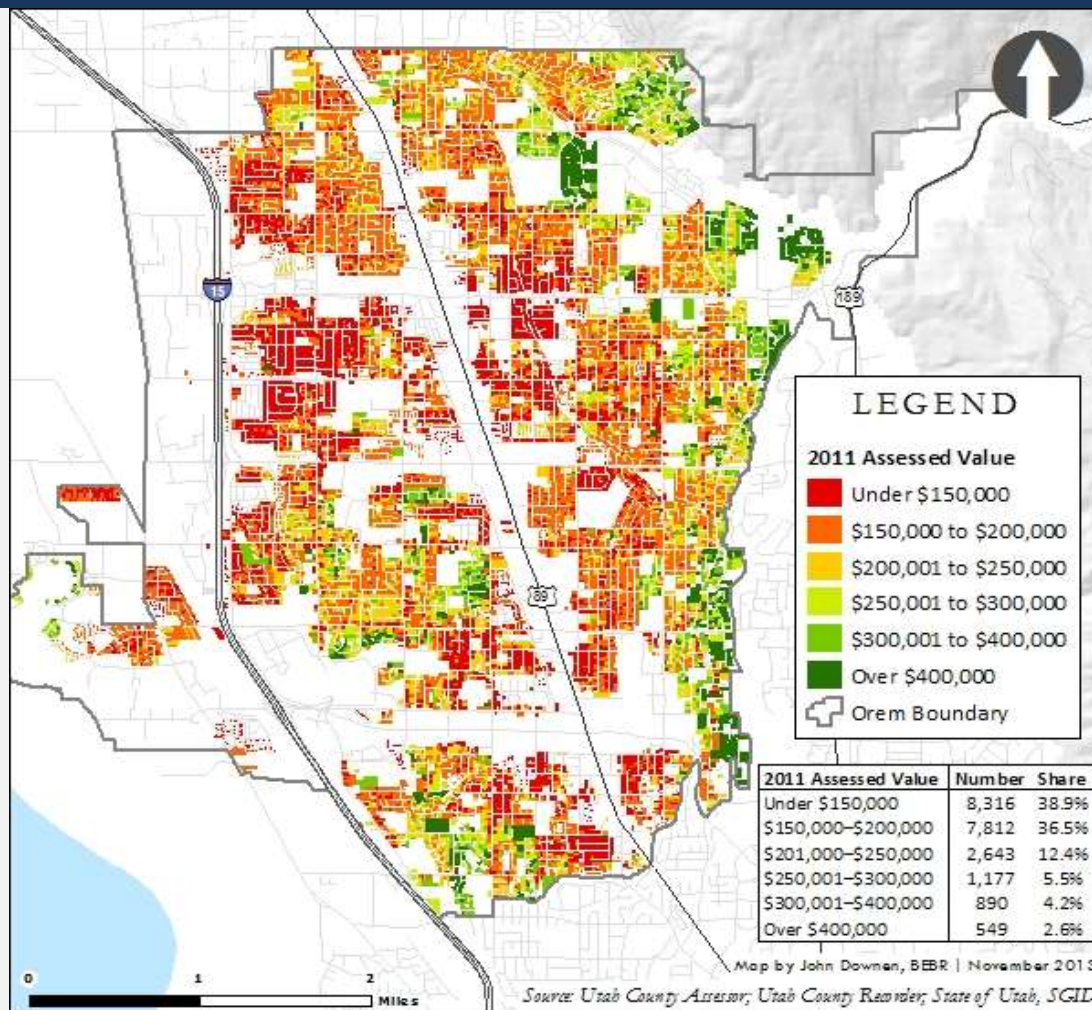 15
189
89
LEGEND
2011 Assessed Value
Under $150,000
$150,000 to $200,000
$200,001 to $250,000
$250,001 to $300,000
$300,001 to $400,000
Over $400,000
Orem Boundary
2011 Assessed Value Number Share
Under $150,000 8,316 38.9%
$150,000–$200,000 7,812 36.5%
$201,000–$250,000 2,643 12.4%
$250,001–$300,000 1,177 5.5%
$300,001–$400,000 890 4.2%
Over $400,000 549 2.6%
Map by John Downen, BEBR | November 2013
0 1 2
Miles
Source: Utah County Assessor; Utah County Recorder; State of Utah, SGID